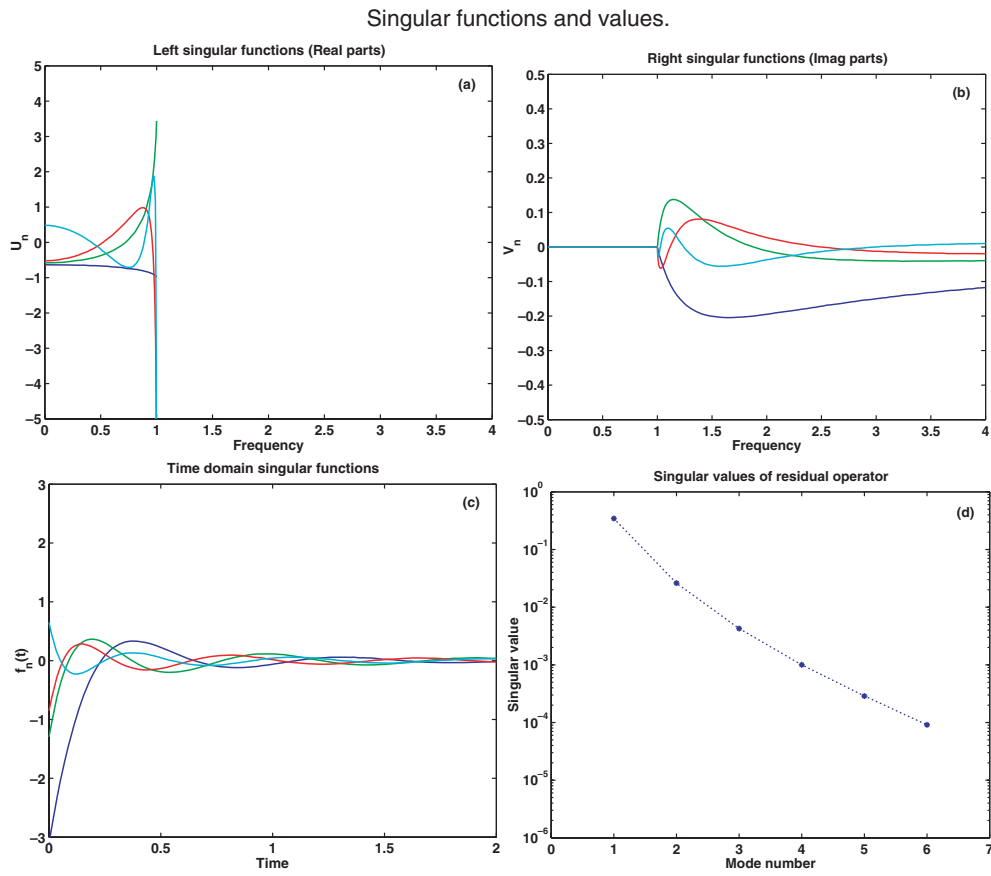 Singular functions and values.
Left singular functions (Real parts)
(a)
5
4
3
2
1
0
−1
−2
−3
−4
−5
U_n
0 0.5 1 1.5 2 2.5 3 3.5 4
Frequency
Right singular functions (Imag parts)
(b)
0.5
0.4
0.3
0.2
0.1
0
−0.1
−0.2
−0.3
−0.4
−0.5
V_n
0 0.5 1 1.5 2 2.5 3 3.5 4
Frequency
Time domain singular functions
(c)
3
2
1
0
−1
−2
−3
f_n(t)
0 0.5 1 1.5 2
Time
Singular values of residual operator
(d)
10^0
10^−1
10^−2
10^−3
10^−4
10^−5
10^−6
Singular value
0 1 2 3 4 5 6 7
Mode number